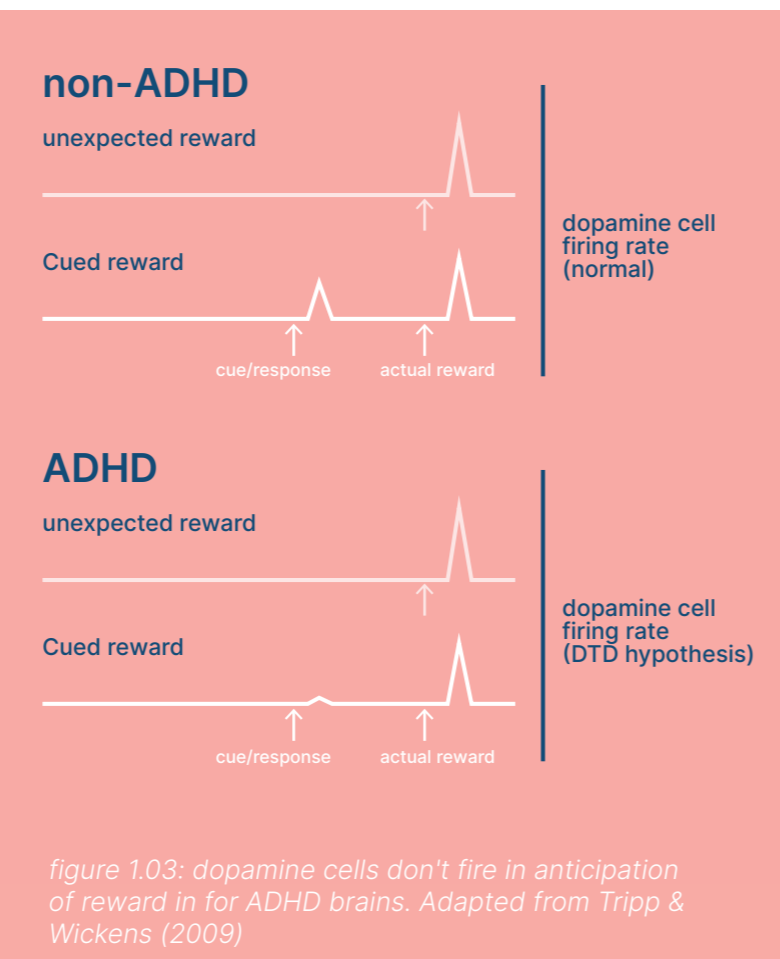 non-ADHD
unexpected reward
Cued reward
cue/response
actual reward
dopamine cell
firing rate
(normal)
ADHD
unexpected reward
Cued reward
cue/response
actual reward
dopamine cell
firing rate
(DTD hypothesis)
figure 1.03: dopamine cells don't fire in anticipation
of reward in for ADHD brains. Adapted from Tripp &
Wickens (2009)